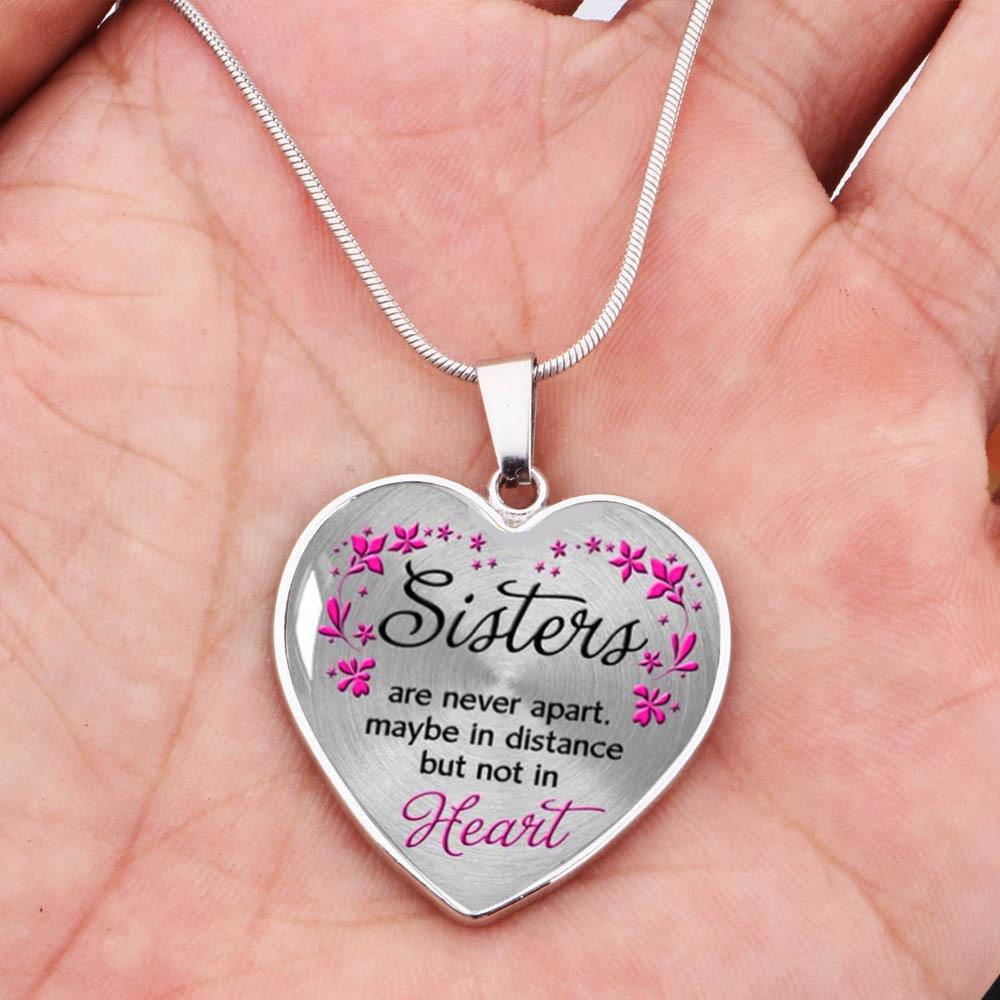 Sisters
are never apart.
maybe in distance
but not in
Heart